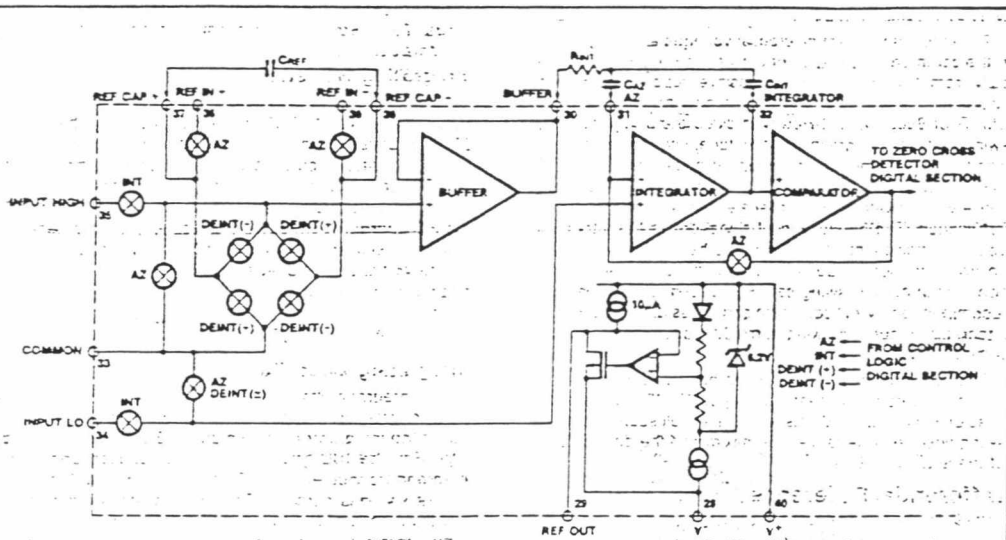 CREF
RINT
CAZ
CINT
REF CAP +
REF IN +
REF IN -
REF CAP -
BUFFER
AZ
INTEGRATOR
37
36
38
30
31
32
AZ
AZ
INT
INPUT HIGH
35
BUFFER
INTEGRATOR
COMPARATOR
TO ZERO CROSS
DETECTOR
DIGITAL SECTION
DEINT(-)
DEINT(+)
AZ
AZ
DEINT(+)
DEINT(-)
10µA
6.2V
COMMON
33
AZ
DEINT(±)
INT
INPUT LO
34
AZ
INT
DEINT (+)
DEINT (-)
FROM CONTROL
LOGIC
DIGITAL SECTION
29
28
40
REF OUT
V-
V+